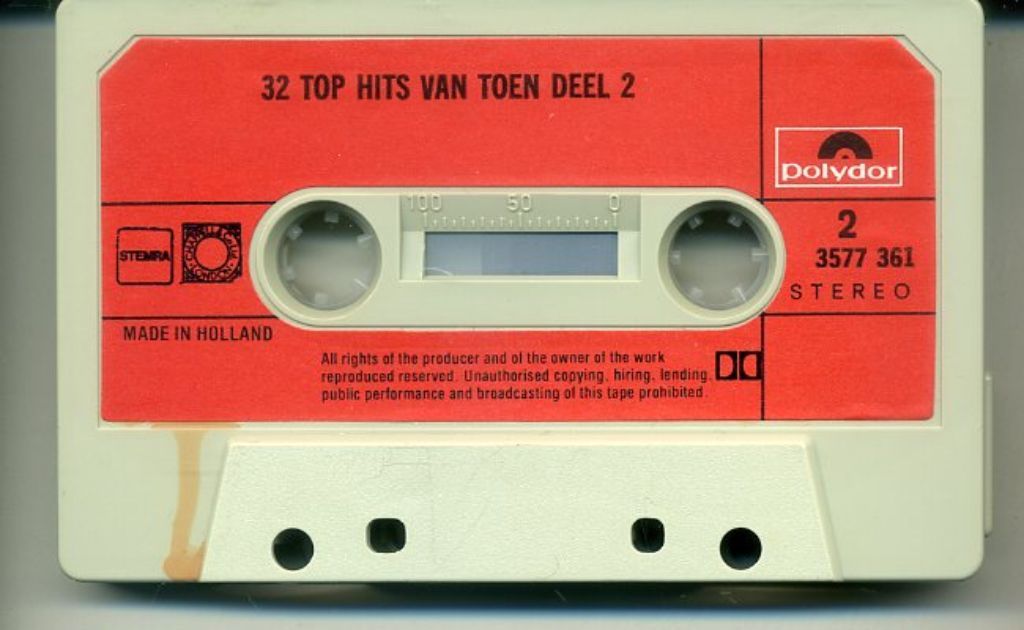 32 TOP HITS VAN TOEN DEEL 2
polydor
100 50 0
2
3577 361
STEREO
STEMRA
LONDON
MADE IN HOLLAND
All rights of the producer and of the owner of the work
reproduced reserved. Unauthorised copying, hiring, lending,
public performance and broadcasting of this tape prohibited.